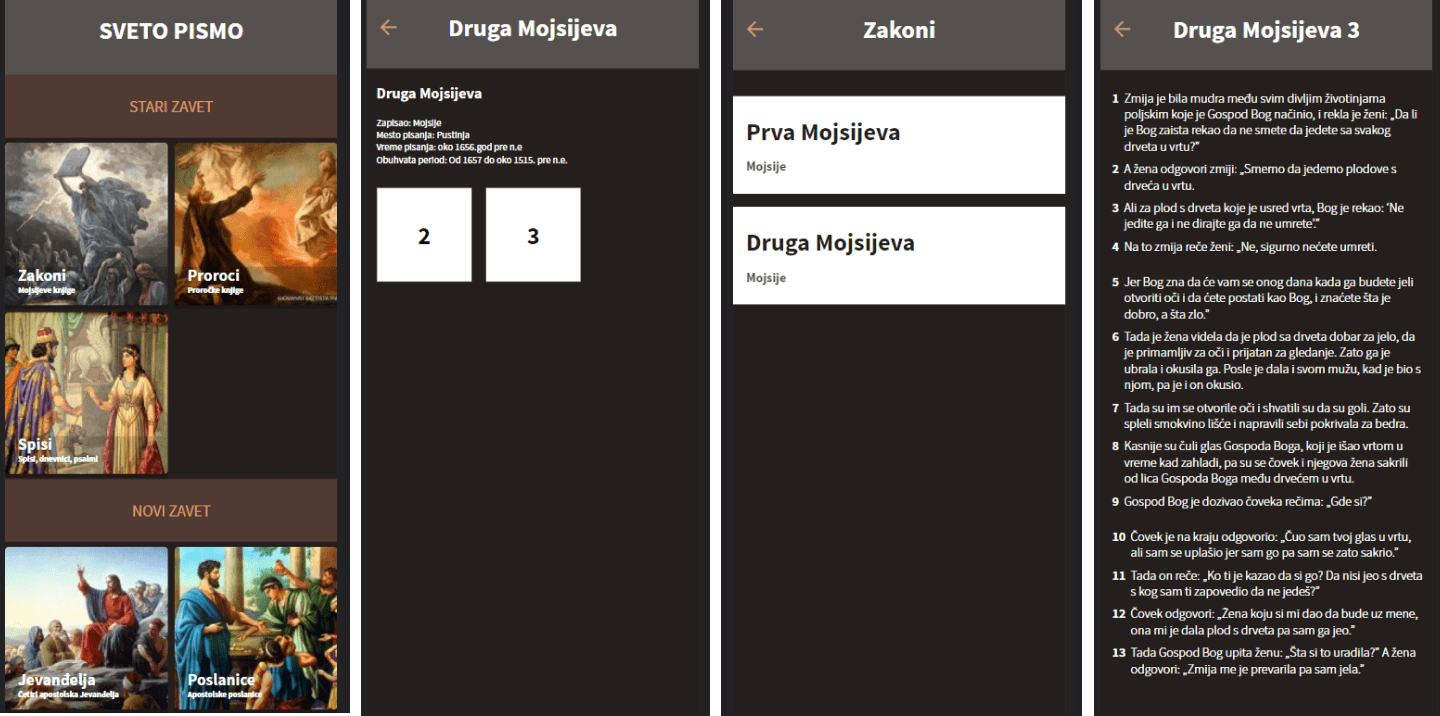 SVETO PISMO
STARI ZAVET
Zakoni
Mojsijeve knjige
Proroci
Proročke knjige
Spisi
Spisi, dnevnici, psalmi
NOVI ZAVET
Jevanđelja
Četiri apostolska Jevanđelja
Poslanice
Apostolske poslanice
Druga Mojsijeva
Druga Mojsijeva
Zapisao: Mojsije
Mesto pisanja: Pustinja
Vreme pisanja: oko 1656.god pre n.e
Obuhvata period: Od 1657 do oko 1515. pre n.e.
2
3
Zakoni
Prva Mojsijeva
Mojsije
Druga Mojsijeva
Mojsije
Druga Mojsijeva 3
1 Zmija je bila mudra među svim divljim životinjama
poljskim koje je Gospod Bog načinio, i rekla je ženi: „Da li
je Bog zaista rekao da ne smete da jedete sa svakog
drveta u vrtu?”
2 A žena odgovori zmiji: „Smemo da jedemo plodove s
drveća u vrtu.
3 Ali za plod s drveta koje je usred vrta, Bog je rekao: ‘Ne
jedite ga i ne dirajte ga da ne umrete’.”
4 Na to zmija reče ženi: „Ne, sigurno nećete umreti.
5 Jer Bog zna da će vam se onog dana kada ga budete jeli
otvoriti oči i da ćete postati kao Bog, i znaćete šta je
dobro, a šta zlo.”
6 Tada je žena videla da je plod sa drveta dobar za jelo, da
je primamljiv za oči i prijatan za gledanje. Zato ga je
ubrala i okusila ga. Posle je dala i svom mužu, kad je bio s
njom, pa je i on okusio.
7 Tada su im se otvorile oči i shvatili su da su goli. Zato su
spleli smokvino lišće i napravili sebi pokrivala za bedra.
8 Kasnije su čuli glas Gospoda Boga, koji je išao vrtom u
vreme kad zahladi, pa su se čovek i njegova žena sakrili
od lica Gospoda Boga među drvećem u vrtu.
9 Gospod Bog je dozivao čoveka rečima: „Gde si?”
10 Čovek je na kraju odgovorio: „Čuo sam tvoj glas u vrtu,
ali sam se uplašio jer sam go pa sam se zato sakrio.”
11 Tada on reče: „Ko ti je kazao da si go? Da nisi jeo s drveta
s kog sam ti zapovedio da ne jedeš?”
12 Čovek odgovori: „Žena koju si mi dao da bude uz mene,
ona mi je dala plod s drveta pa sam ga jeo.”
13 Tada Gospod Bog upita ženu: „Šta si to uradila?” A žena
odgovori: „Zmija me je prevarila pa sam jela.”